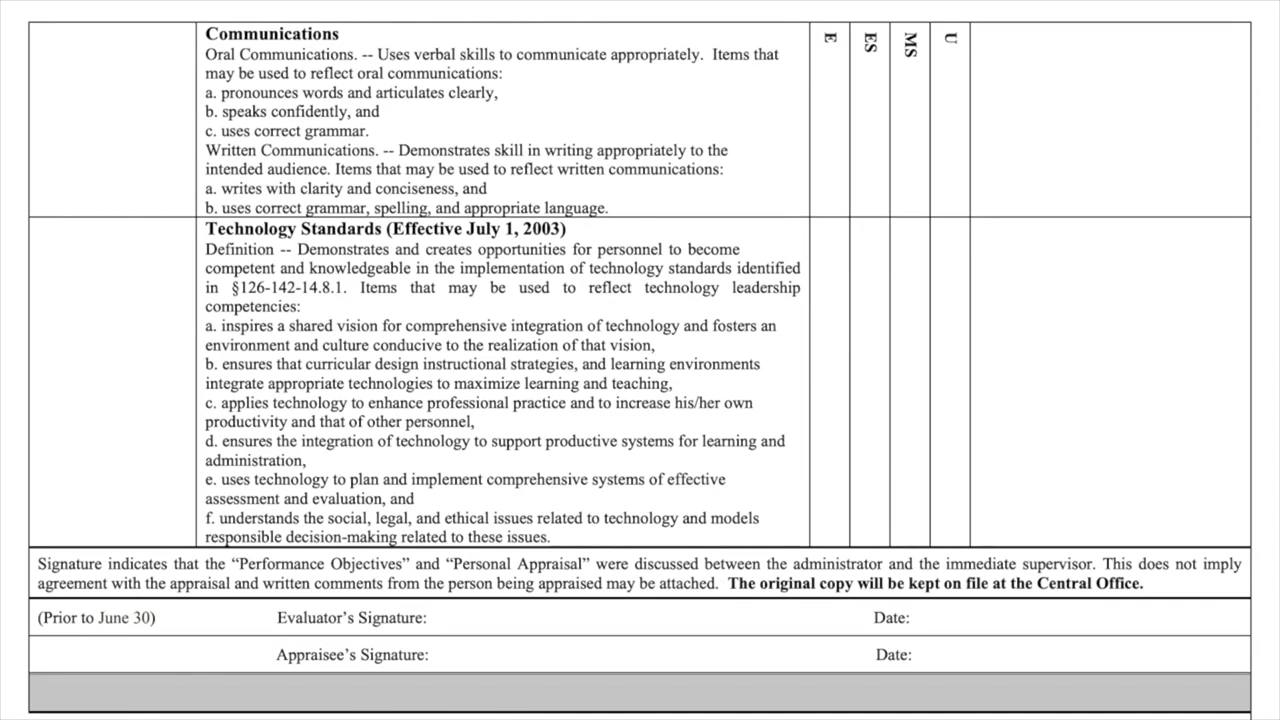 Communications
E
ES
MS
U
Oral Communications. -- Uses verbal skills to communicate appropriately. Items that
may be used to reflect oral communications:
a. pronounces words and articulates clearly,
b. speaks confidently, and
c. uses correct grammar.
Written Communications. -- Demonstrates skill in writing appropriately to the
intended audience. Items that may be used to reflect written communications:
a. writes with clarity and conciseness, and
b. uses correct grammar, spelling, and appropriate language.
Technology Standards (Effective July 1, 2003)
Definition -- Demonstrates and creates opportunities for personnel to become
competent and knowledgeable in the implementation of technology standards identified
in §126-142-14.8.1. Items that may be used to reflect technology leadership
competencies:
a. inspires a shared vision for comprehensive integration of technology and fosters an
environment and culture conducive to the realization of that vision,
b. ensures that curricular design instructional strategies, and learning environments
integrate appropriate technologies to maximize learning and teaching,
c. applies technology to enhance professional practice and to increase his/her own
productivity and that of other personnel,
d. ensures the integration of technology to support productive systems for learning and
administration,
e. uses technology to plan and implement comprehensive systems of effective
assessment and evaluation, and
f. understands the social, legal, and ethical issues related to technology and models
responsible decision-making related to these issues.
Signature indicates that the “Performance Objectives” and “Personal Appraisal” were discussed between the administrator and the immediate supervisor. This does not imply
agreement with the appraisal and written comments from the person being appraised may be attached. The original copy will be kept on file at the Central Office.
(Prior to June 30) Evaluator’s Signature: Date:
Appraisee’s Signature: Date: